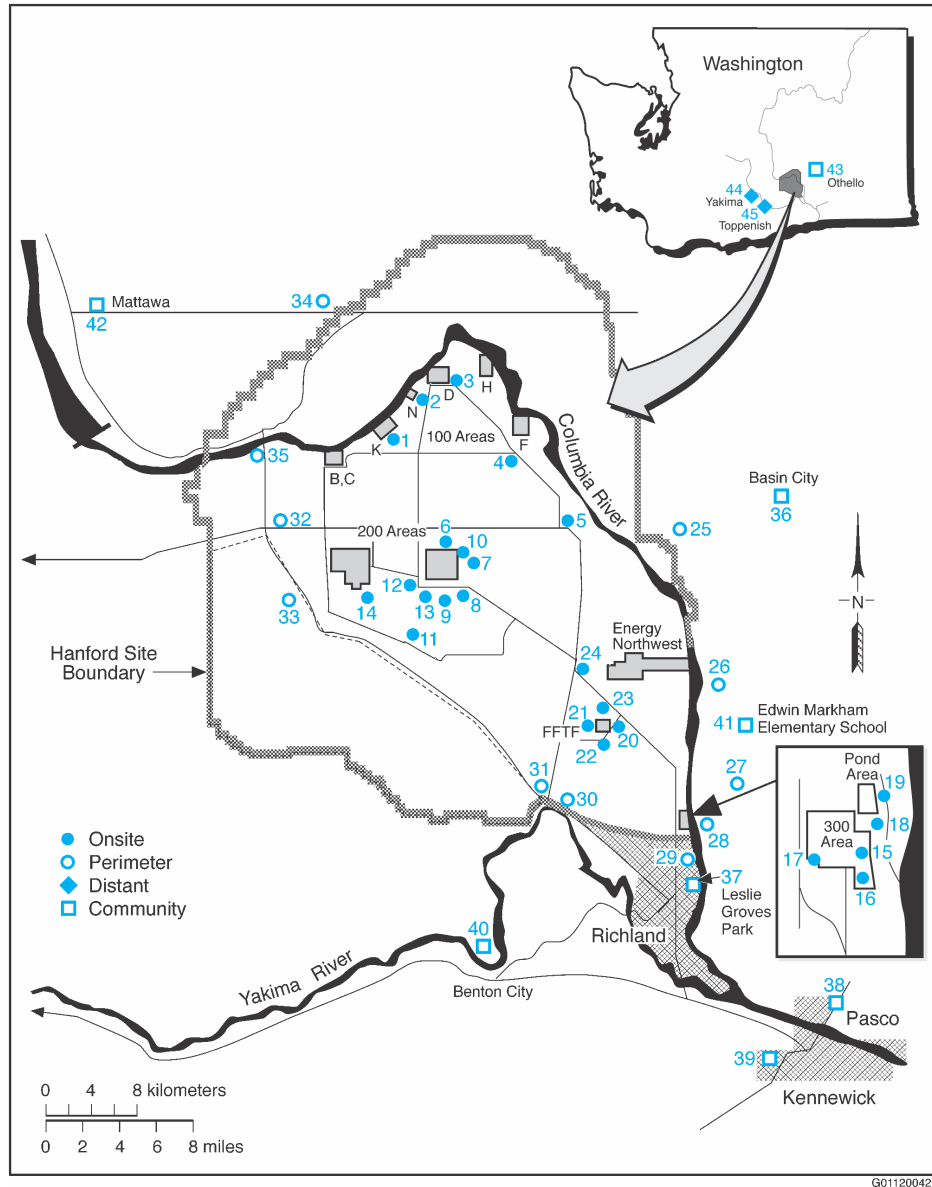 Washington
43
Othello
44
Yakima
45
Toppenish
34
Mattawa
42
3
H
D
2
N
F
1
100 Areas
K
Columbia River
4
35
B,C
Basin City
36
32
200 Areas
5
25
6
10
7
12
14
13
9
8
33
11
N
Energy
Northwest
Hanford Site
Boundary
24
26
23
21
FFTF
20
22
41
Edwin Markham
Elementary School
31
30
27
28
Pond
Area
19
18
300
Area
15
17
16
Onsite
Perimeter
Distant
Community
29
37
Leslie
Groves
Park
40
Richland
Yakima River
Benton City
38
Pasco
39
Kennewick
0 4 8 kilometers
0 2 4 6 8 miles
G01120042